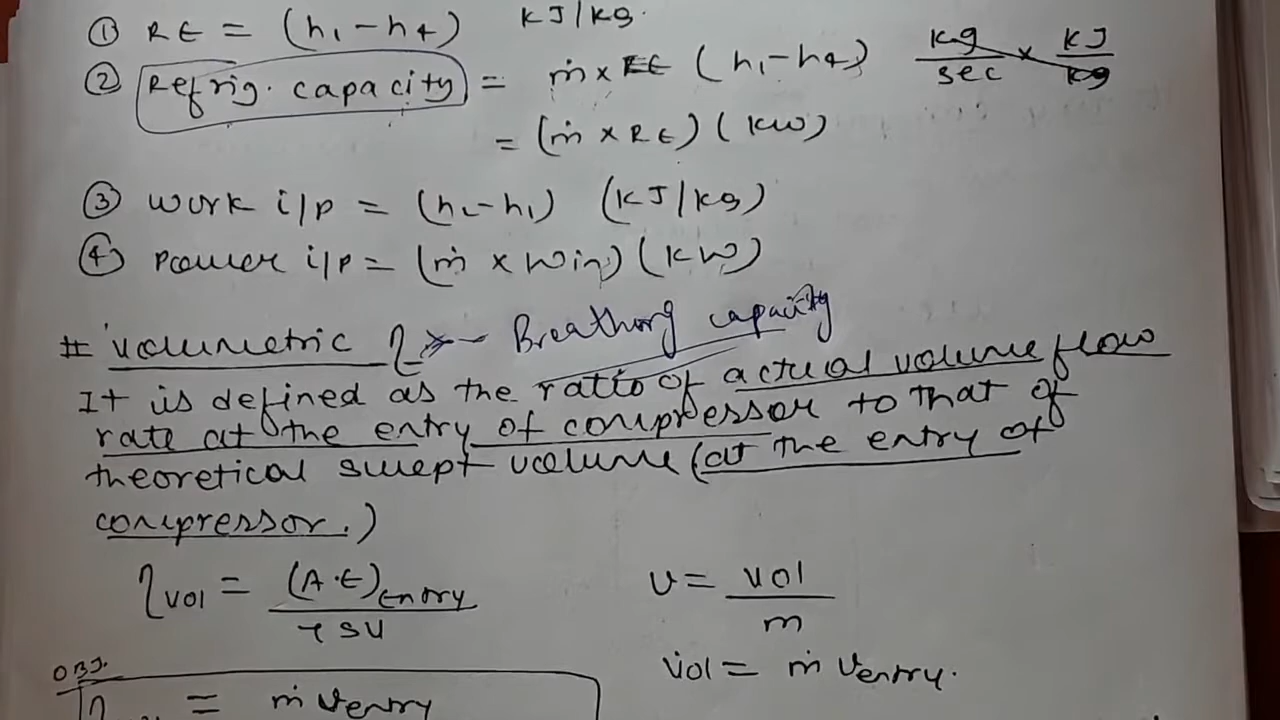 ① RE = (h₁-h₄) KJ/kg.
② Refrig. capacity = ṁ × RE (h₁-h₄) kg/sec × KJ/kg
= (ṁ × RE) (KW)
③ work i/p = (h₂-h₁) (KJ/kg)
④ Power i/p = (ṁ × Win) (KW)
# Volumetric η - Breathing capacity
It is defined as the ratio of actual volume flow
rate at the entry of compressor to that of
theoretical swept volume (at the entry of
compressor.)
ηvol = (A.E)entry / TSV
v = vol / m
v̇ol = ṁ ventry.
OBJ.
= ṁ ventry